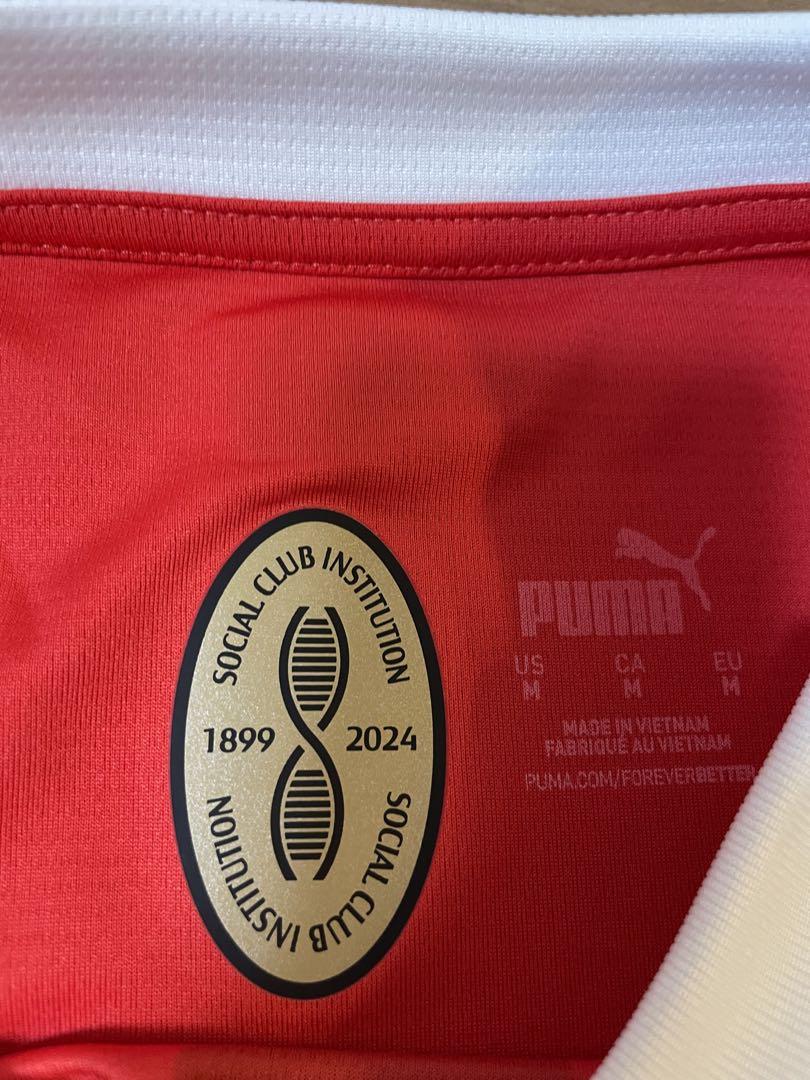 SOCIAL CLUB INSTITUTION
1899 2024
SOCIAL CLUB INSTITUTION
PUMA
US CA EU
M M M
MADE IN VIETNAM
FABRIQUÉ AU VIETNAM
PUMA.COM/FOREVERBETTER